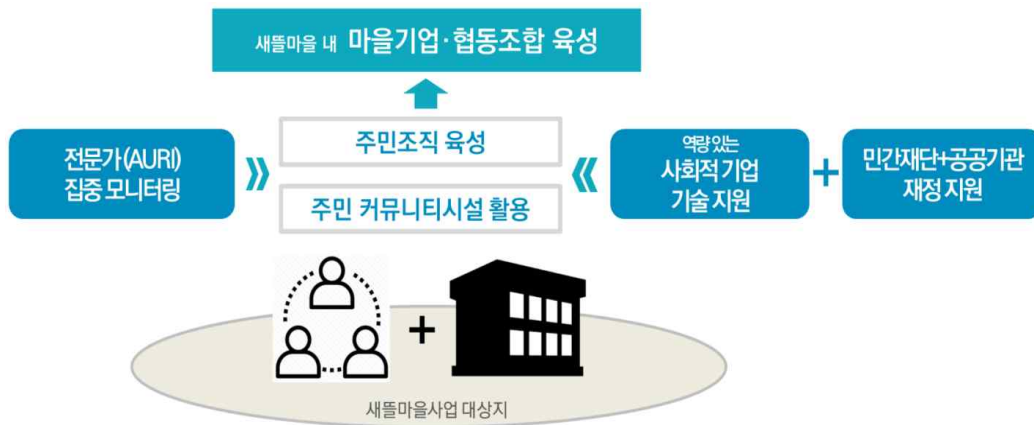 새뜰마을 내 마을기업·협동조합 육성
전문가(AURI)
집중 모니터링
주민조직 육성
주민 커뮤니티시설 활용
역량 있는
사회적 기업
기술 지원
+
민간재단+공공기관
재정 지원
+
새뜰마을사업 대상지